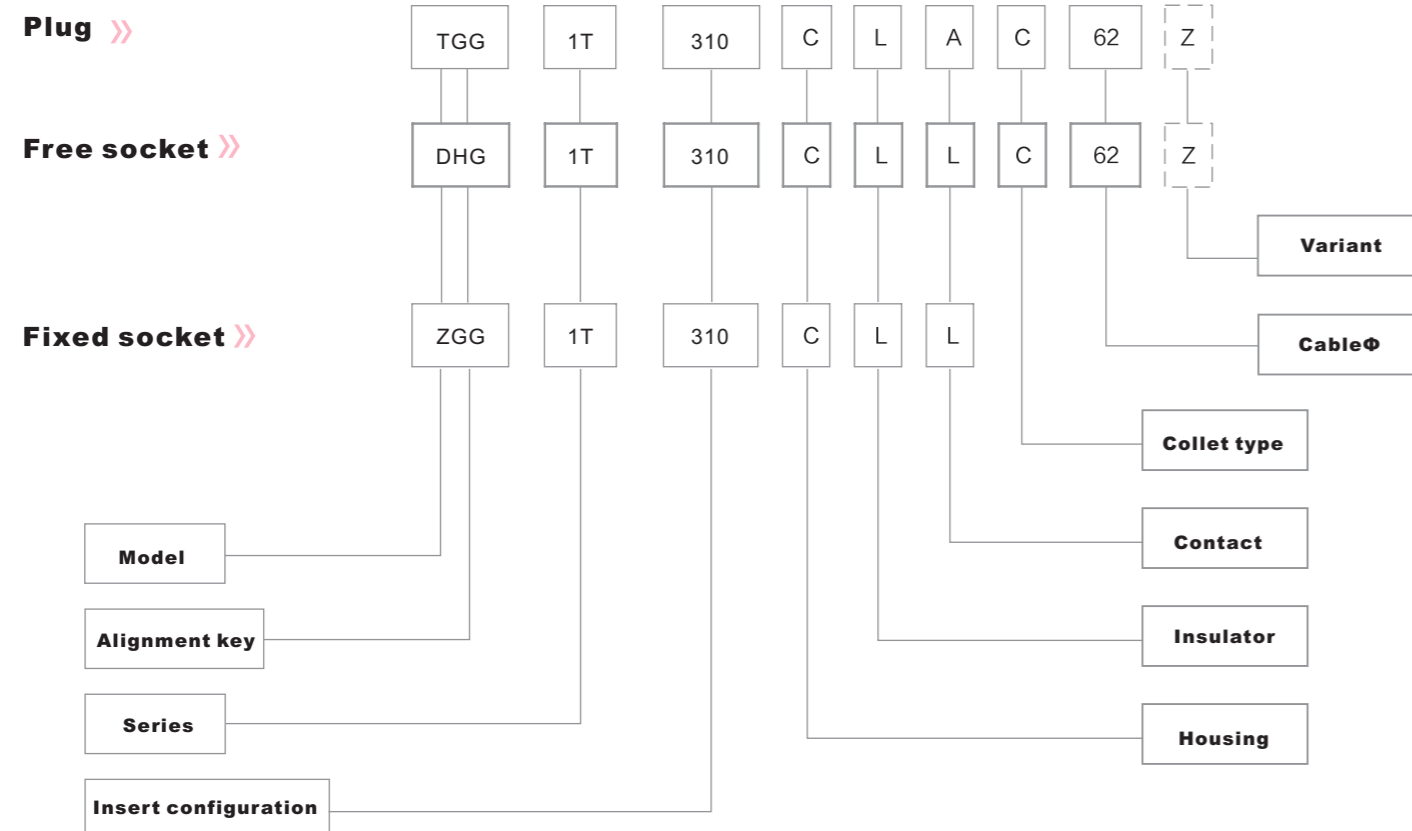 Plug TGG 1T 310 C L A C 62 Z
Free socket DHG 1T 310 C L L C 62 Z
Variant
Fixed socket ZGG 1T 310 C L L
CableΦ
Collet type
Contact
Model
Insulator
Alignment key
Series
Housing
Insert configuration